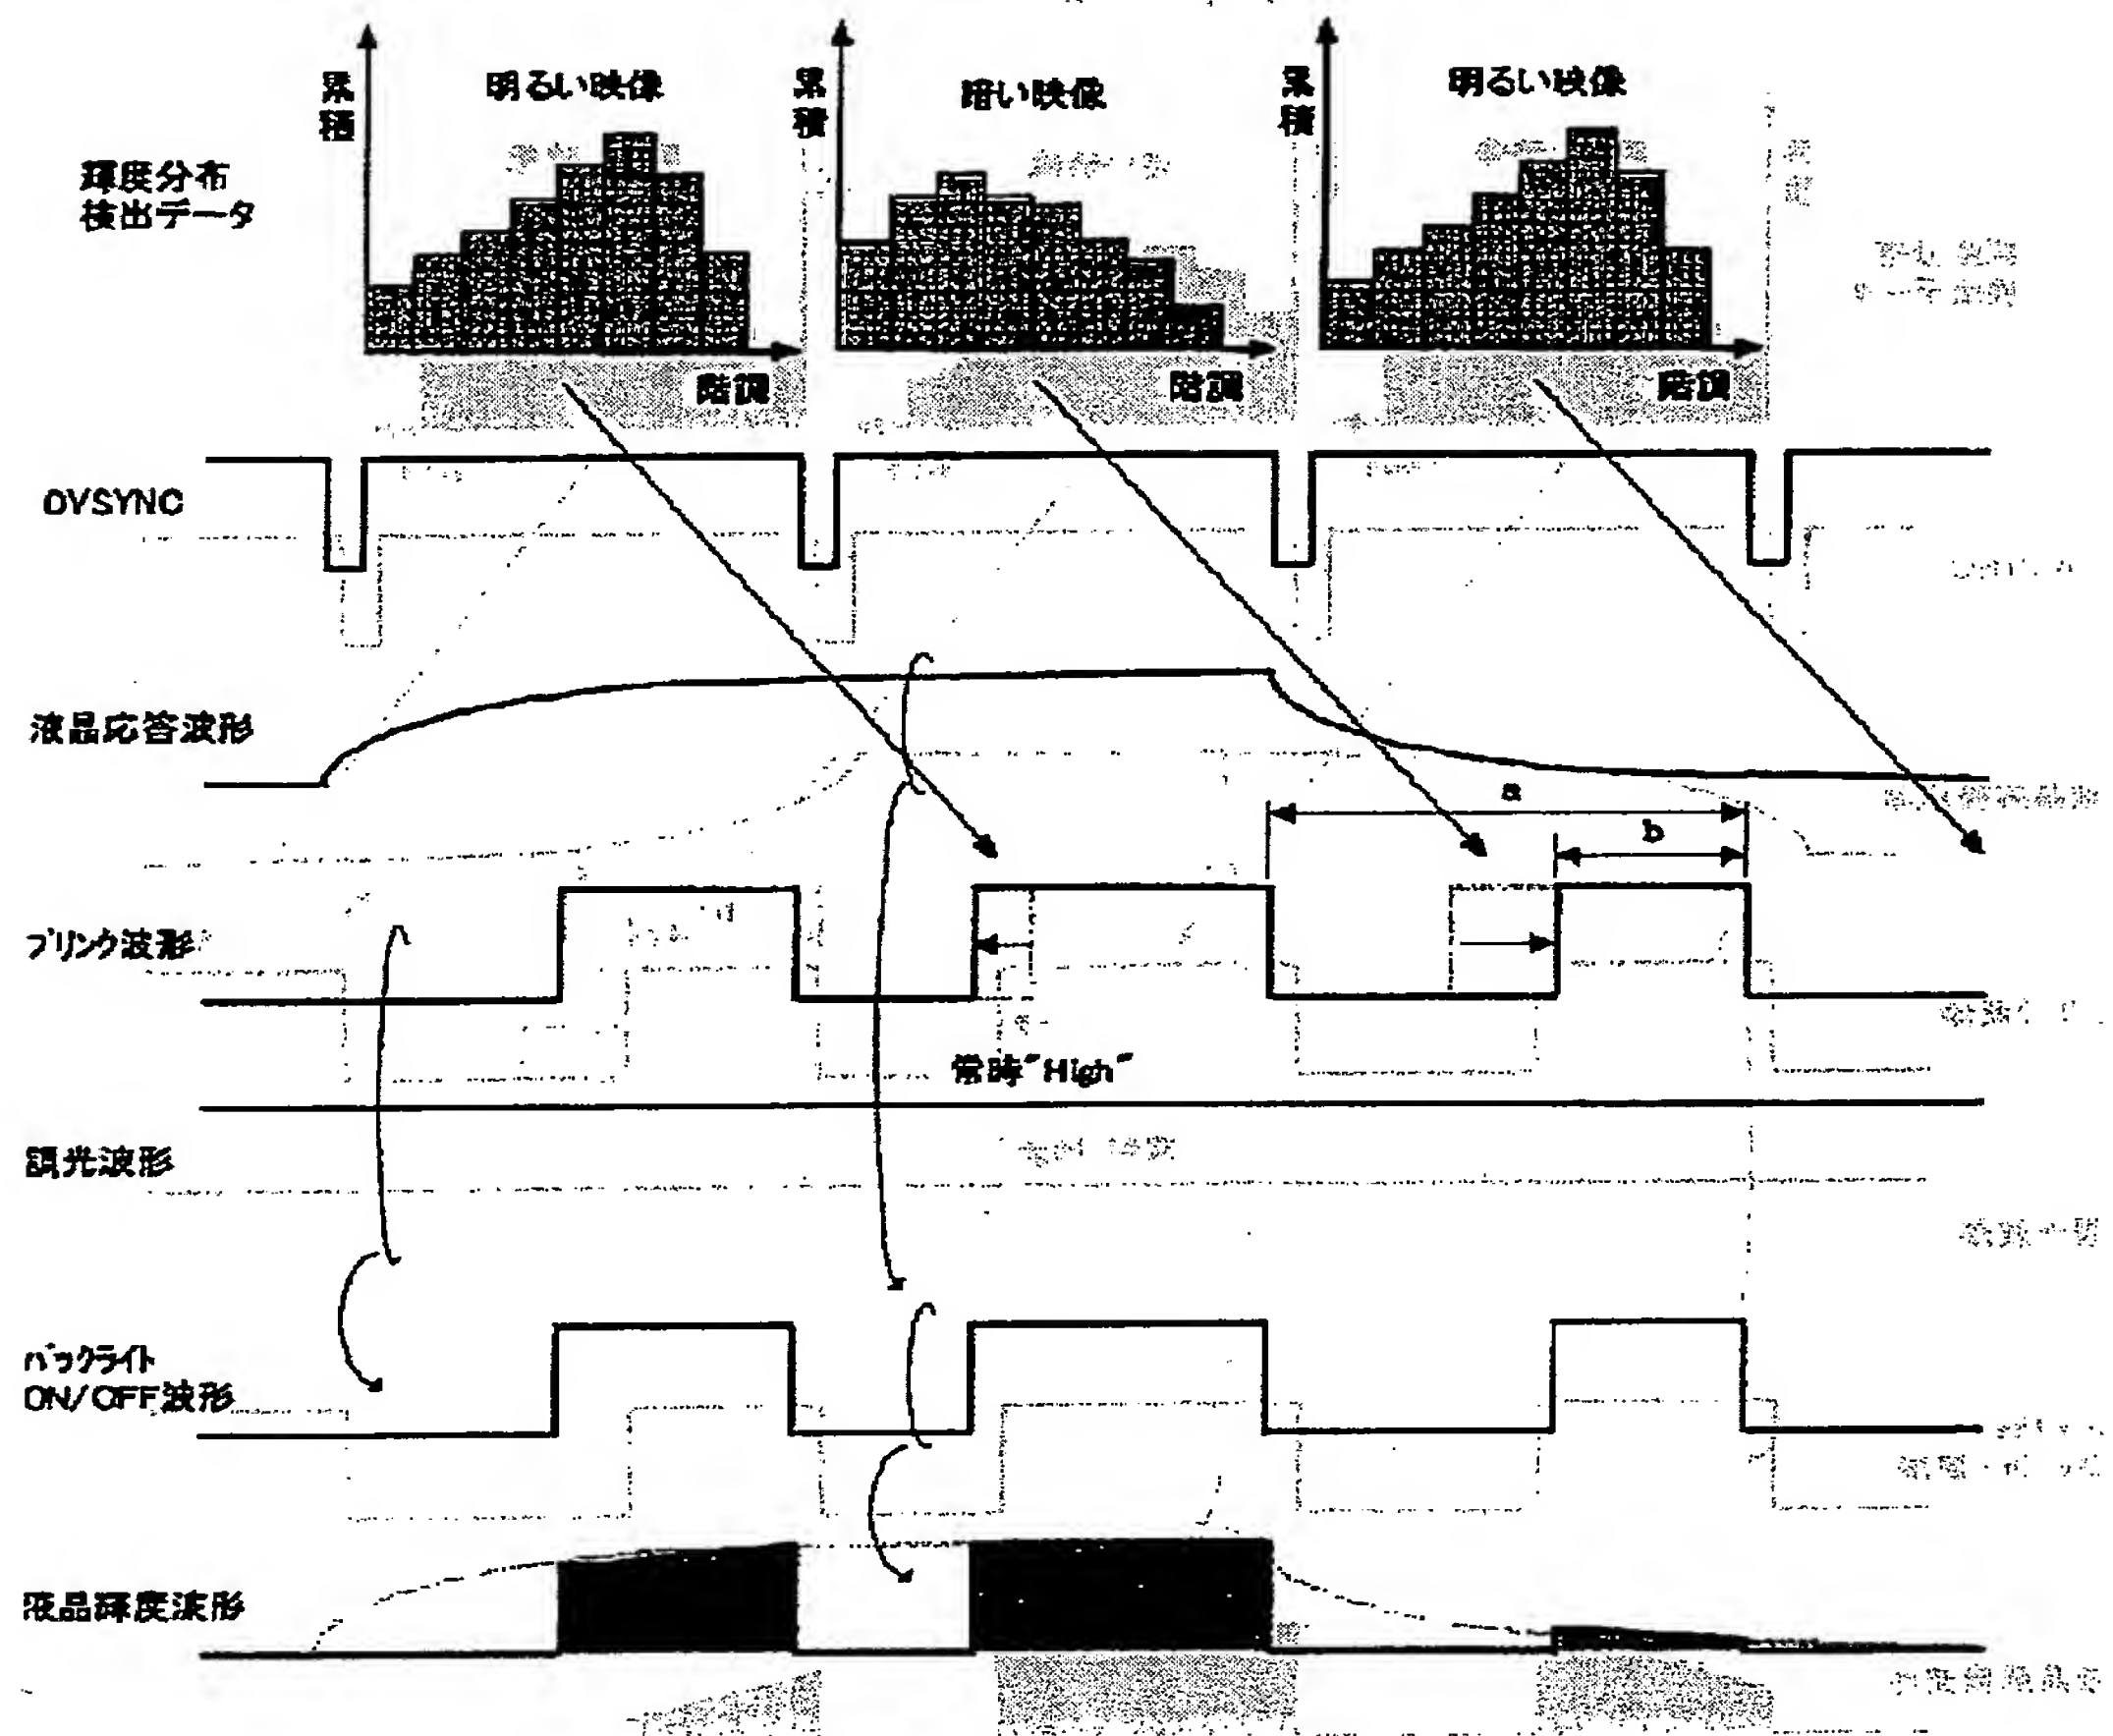 累積
明るい映像
累積
暗い映像
累積
明るい映像
輝度分布
検出データ
階調
階調
階調
OVSYNC
液晶応答波形
a
b
ブリンク波形
常時"High"
調光波形
バックライト
ON/OFF波形
液晶輝度波形